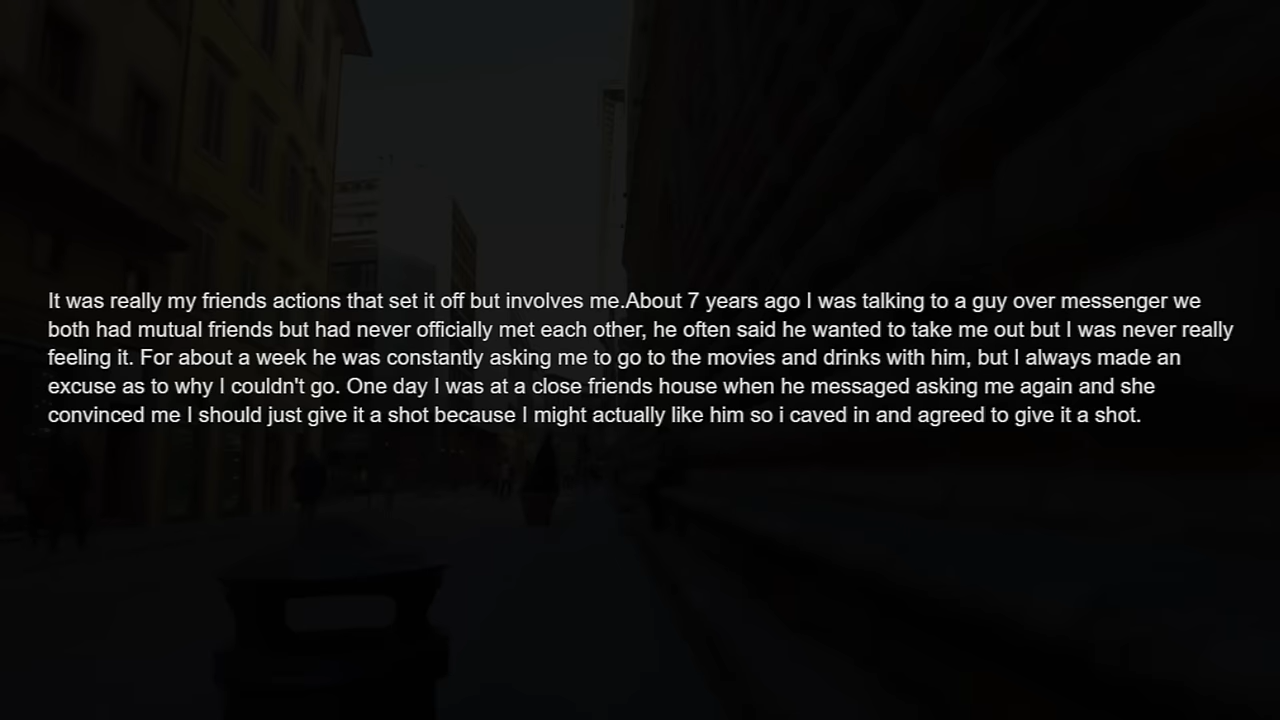 It was really my friends actions that set it off but involves me.About 7 years ago I was talking to a guy over messenger we
both had mutual friends but had never officially met each other, he often said he wanted to take me out but I was never really
feeling it. For about a week he was constantly asking me to go to the movies and drinks with him, but I always made an
excuse as to why I couldn't go. One day I was at a close friends house when he messaged asking me again and she
convinced me I should just give it a shot because I might actually like him so i caved in and agreed to give it a shot.